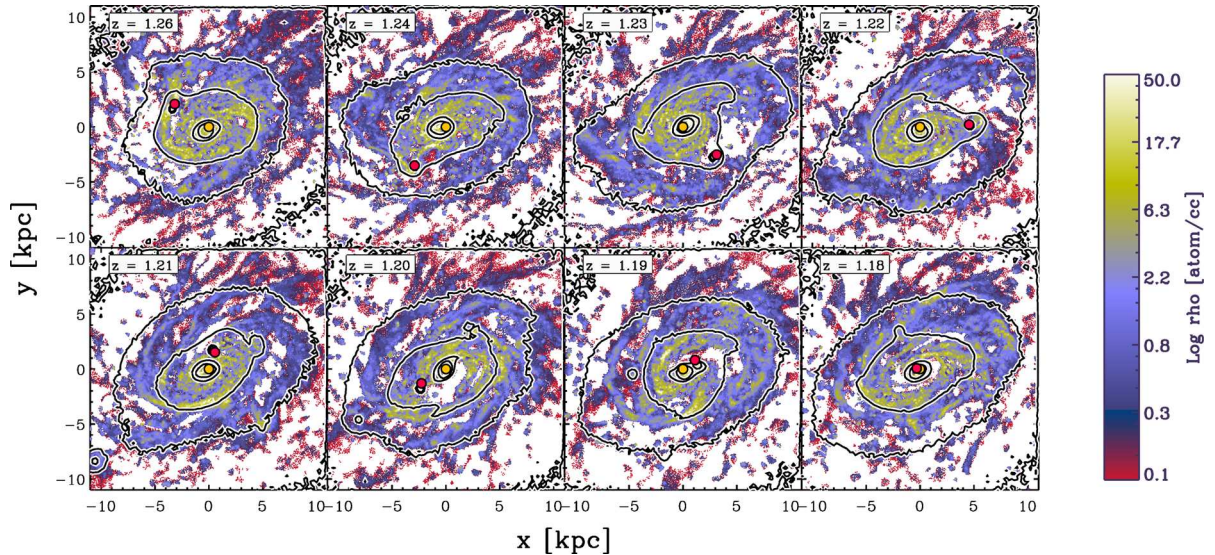 z = 1.26 z = 1.24 z = 1.23 z = 1.22
10
5
0
−5
−10
z = 1.21 z = 1.20 z = 1.19 z = 1.18
10
5
0
−5
−10
−10 −5 0 5 10 −10 −5 0 5 10 −10 −5 0 5 10 −10 −5 0 5 10
x [kpc]
y [kpc]
50.0
17.7
6.3
2.2
0.8
0.3
0.1
Log rho [atom/cc]